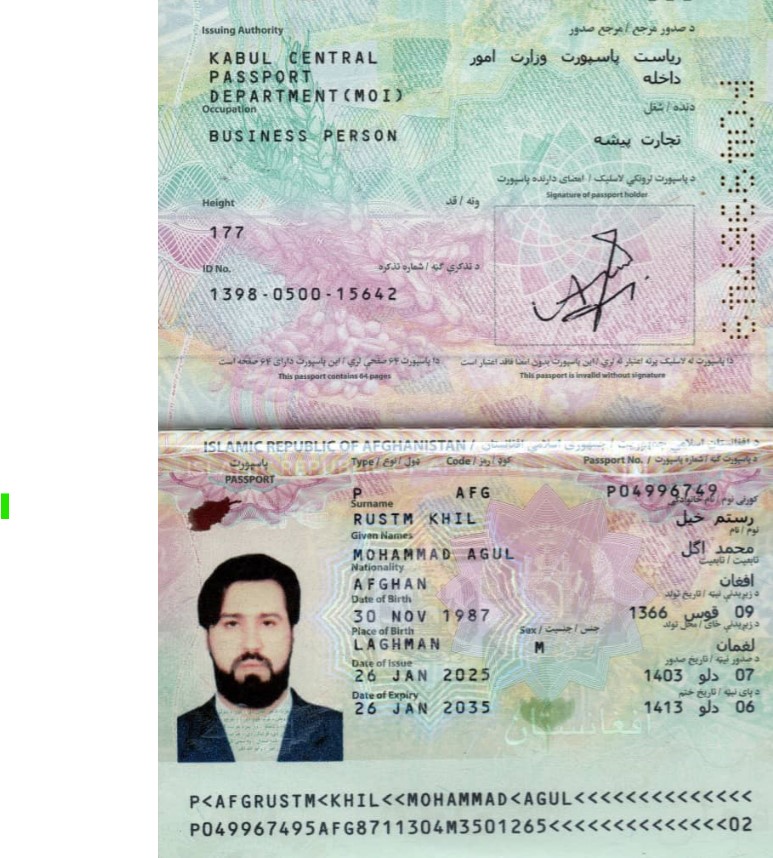 Issuing Authority
د صدور مرجع / مرجع صدور
KABUL CENTRAL
PASSPORT
DEPARTMENT(MOI)
ریاست پاسپورت وزارت امور
داخله
Occupation
دنده / شغل
BUSINESS PERSON
تجارت پیشه
د پاسپورت لرونکي لاسلیک / امضای دارنده پاسپورت
Signature of passport holder
Height
ونه / قد
177
ID No.
د تذکرې ګڼه / شماره تذکره
1398-0500-15642
دا پاسپورت ۶۴ صفحې لري / این پاسپورت دارای ۶۴ صفحه است
This passport contains 64 pages
دا پاسپورت له لاسلیک پرته اعتبار نه لري / این پاسپورت بدون امضا فاقد اعتبار است
This passport is invalid without signature
ISLAMIC REPUBLIC OF AFGHANISTAN / د افغانستان اسلامي جمهوریت / جمهوری اسلامی افغانستان
پاسپورت
PASSPORT
Type / ډول / نوع
Code / کوډ / رمز
Passport No. / د پاسپورت ګڼه / شماره پاسپورت
P
AFG
P04996749
Surname
کورنی نوم / نام خانوادگی
RUSTM KHIL
رستم خیل
Given Names
نوم / نام
MOHAMMAD AGUL
محمد اگل
Nationality
تابعیت / تابعیت
AFGHAN
افغان
Date of Birth
د زیږیدنې نېټه / تاریخ تولد
30 NOV 1987
09 قوس 1366
Place of Birth
Sex / جنس / جنسیت
د زیږیدنې ځای / محل تولد
LAGHMAN
M
لغمان
Date of Issue
د صدور نېټه / تاریخ صدور
26 JAN 2025
07 دلو 1403
Date of Expiry
د پای نېټه / تاریخ ختم
26 JAN 2035
06 دلو 1413
افغانستان
P<AFGRUSTM<KHIL<<MOHAMMAD<AGUL<<<<<<<<<<<<<<
P049967495AFG8711304M3501265<<<<<<<<<<<<<<02